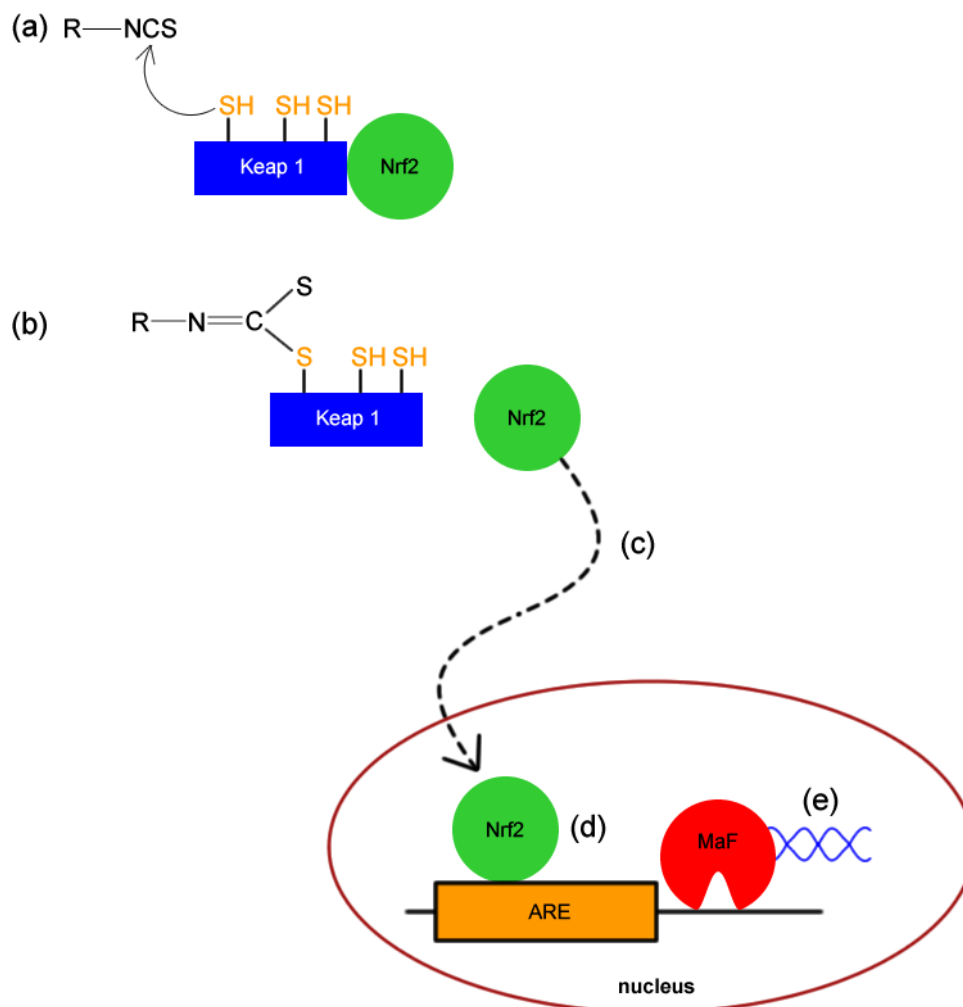 (a) R—NCS
SH SH SH
Keap 1 Nrf2
S
(b) R—N=C
S SH SH
Keap 1 Nrf2
(c)
(e)
Nrf2 (d) MaF
ARE
nucleus